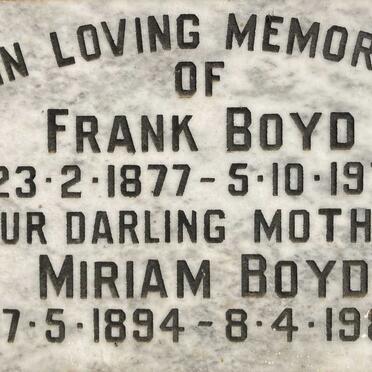 IN LOVING MEMOR
OF
FRANK BOYD
23·2·1877–5·10·19
UR DARLING MOTH
MIRIAM BOYD
7·5·1894–8·4·19